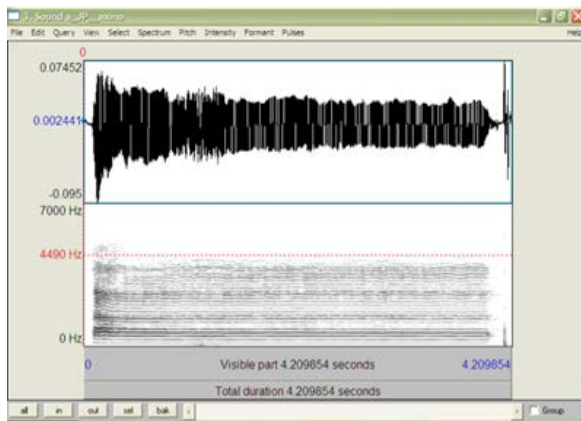 Sound a_JP_mono
File Edit Query View Select Spectrum Pitch Intensity Formant Pulses Help
0
0.07452
0.002441
-0.095
7000 Hz
4490 Hz
0 Hz
0 Visible part 4.209854 seconds 4.209854
Total duration 4.209854 seconds
all in out sel bak Group